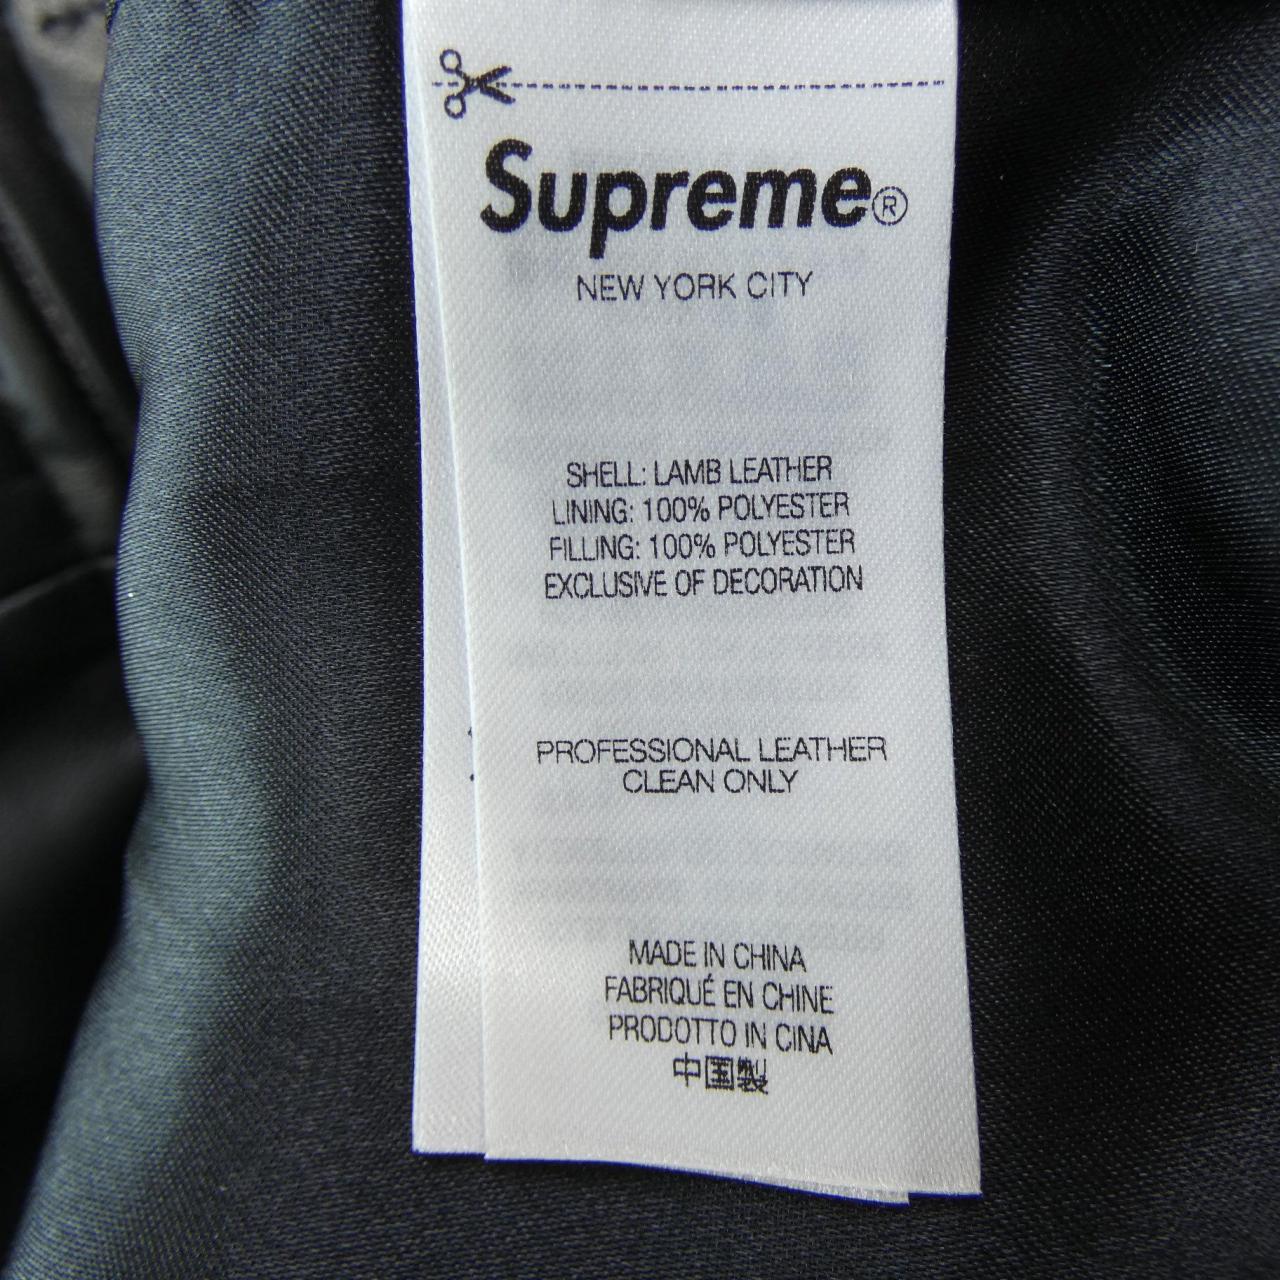 Supreme®
NEW YORK CITY
SHELL: LAMB LEATHER
LINING: 100% POLYESTER
FILLING: 100% POLYESTER
EXCLUSIVE OF DECORATION
PROFESSIONAL LEATHER
CLEAN ONLY
MADE IN CHINA
FABRIQUÉ EN CHINE
PRODOTTO IN CINA
中国製